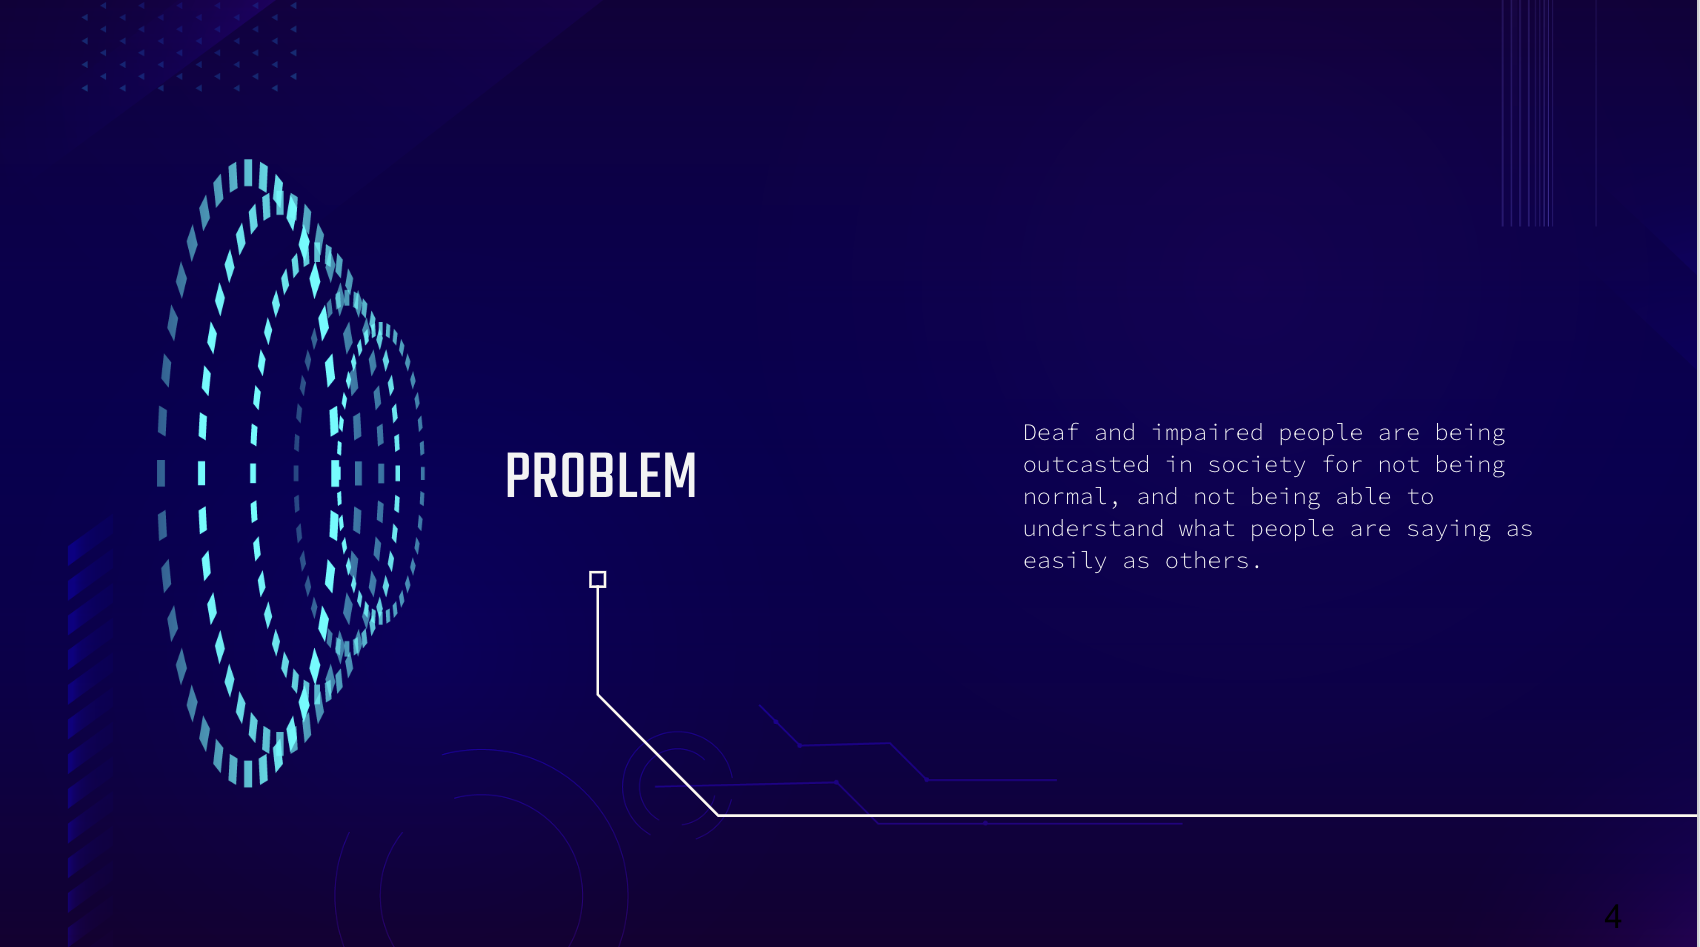 PROBLEM
Deaf and impaired people are being
outcasted in society for not being
normal, and not being able to
understand what people are saying as
easily as others.
4